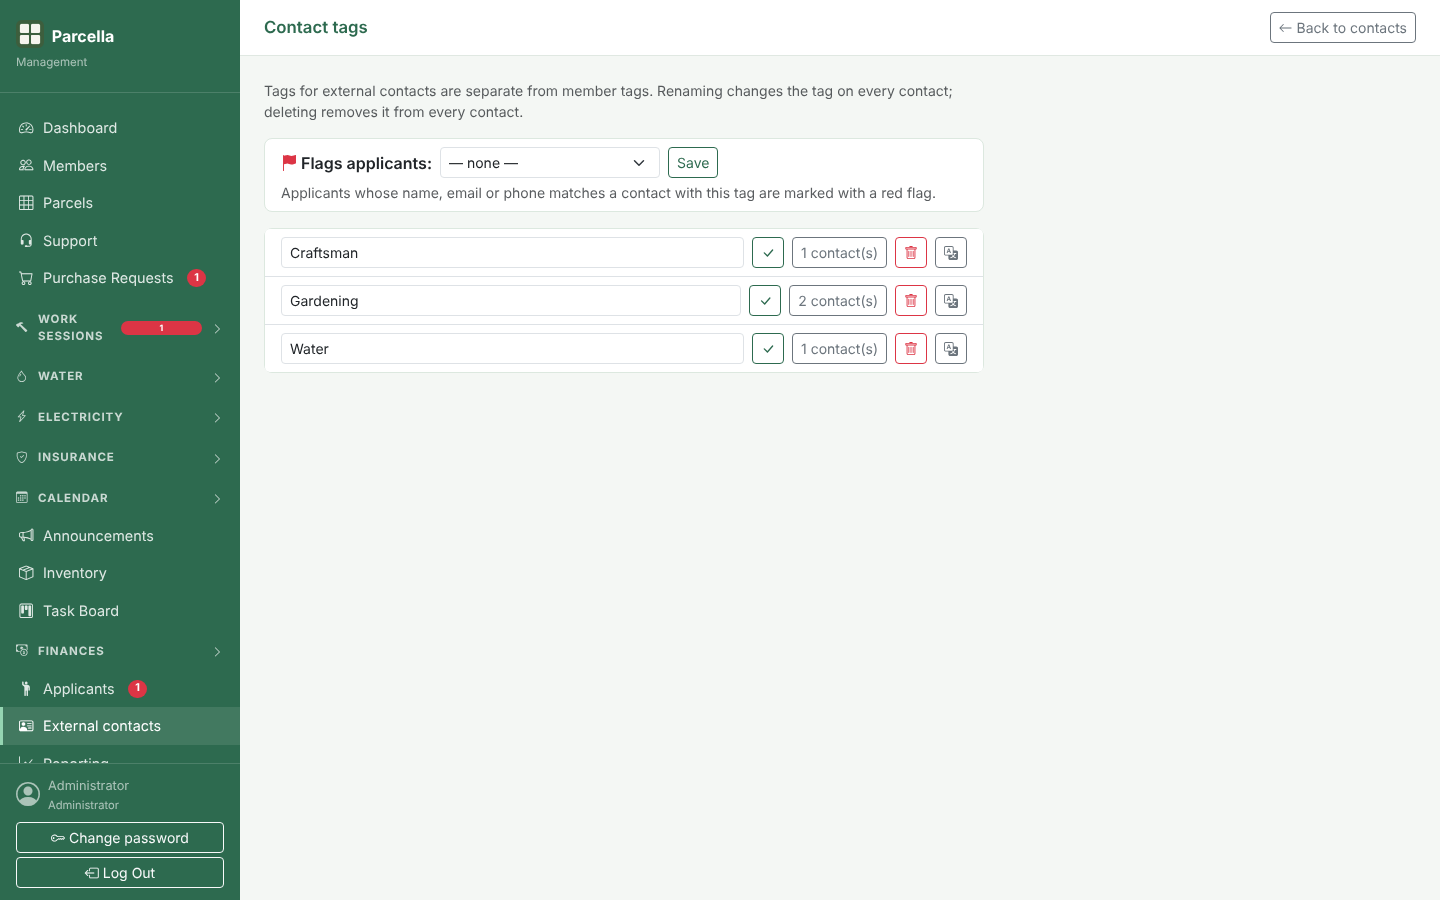 Parcella
Management
Dashboard
Members
Parcels
Support
Purchase Requests 1
WORK
SESSIONS 1
WATER
ELECTRICITY
INSURANCE
CALENDAR
Announcements
Inventory
Task Board
FINANCES
Applicants 1
External contacts
Reporting
Administrator
Administrator
Change password
Log Out
Contact tags
← Back to contacts
Tags for external contacts are separate from member tags. Renaming changes the tag on every contact;
deleting removes it from every contact.
Flags applicants: — none — Save
Applicants whose name, email or phone matches a contact with this tag are marked with a red flag.
Craftsman 1 contact(s)
Gardening 2 contact(s)
Water 1 contact(s)